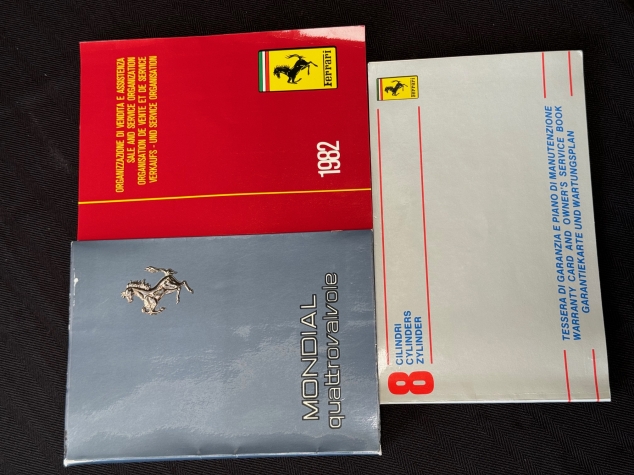 ORGANIZZAZIONE DI VENDITA E ASSISTENZA
SALE AND SERVICE ORGANIZATION
ORGANISATION DE VENTE ET DE SERVICE
VERKAUFS - UND SERVICE ORGANISATION
Ferrari
1982
MONDIAL
quattrovalvole
Ferrari
8 CILINDRI
CYLINDERS
ZYLINDER
TESSERA DI GARANZIA E PIANO DI MANUTENZIONE
WARRANTY CARD AND OWNER'S SERVICE BOOK
GARANTIEKARTE UND WARTUNGSPLAN